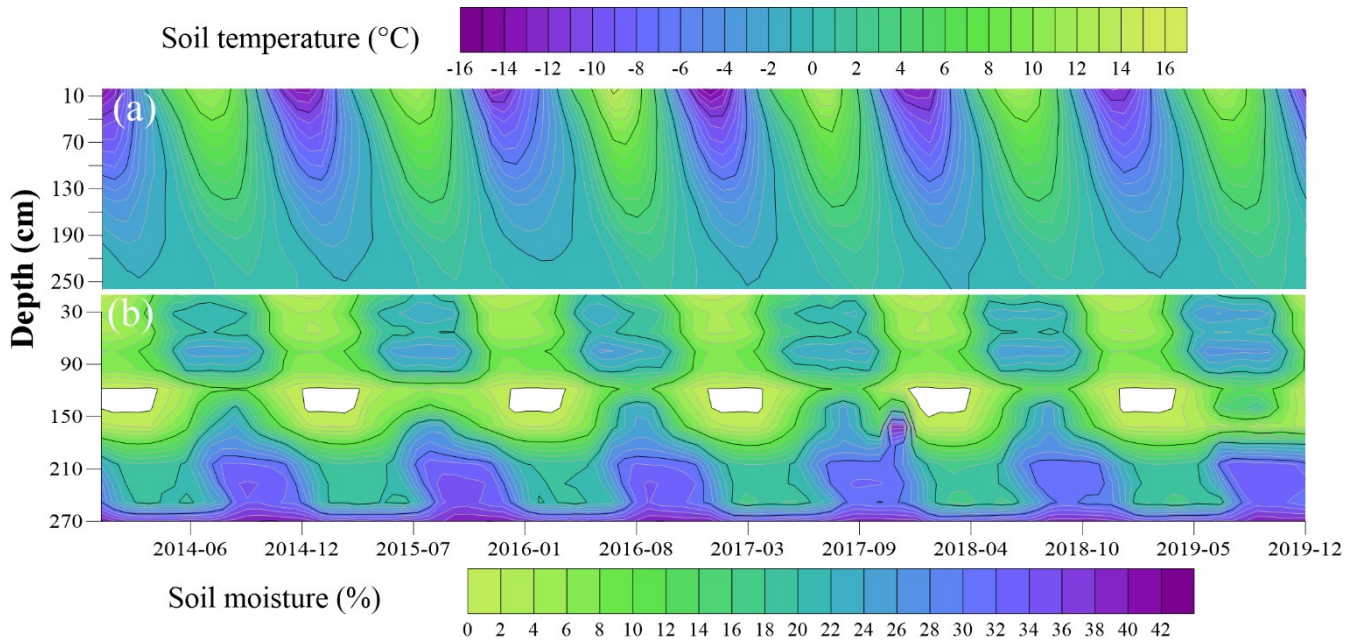 Soil temperature (°C)
-16 -14 -12 -10 -8 -6 -4 -2 0 2 4 6 8 10 12 14 16
Depth (cm)
(a)
10
70
130
190
250
(b)
30
90
150
210
270
2014-06 2014-12 2015-07 2016-01 2016-08 2017-03 2017-09 2018-04 2018-10 2019-05 2019-12
Soil moisture (%)
0 2 4 6 8 10 12 14 16 18 20 22 24 26 28 30 32 34 36 38 40 42